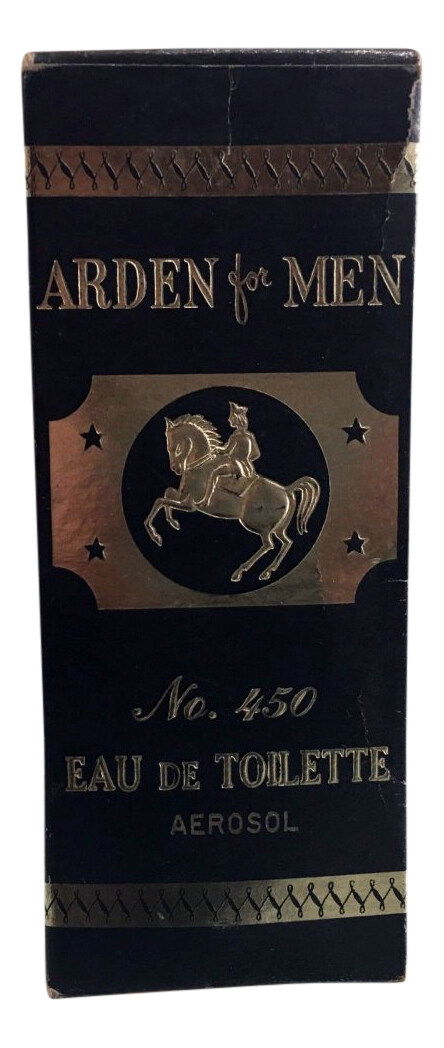 ARDEN for MEN
No. 450
EAU DE TOILETTE
AEROSOL